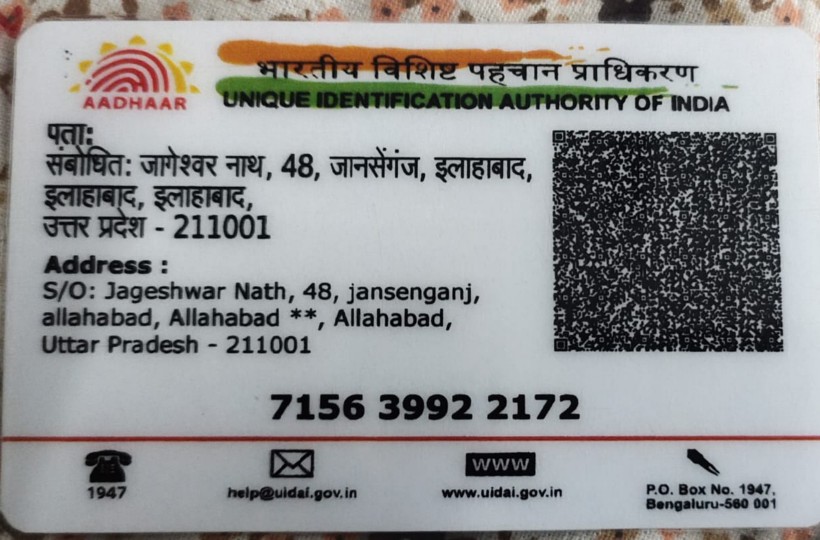 AADHAAR
भारतीय विशिष्ट पहचान प्राधिकरण
UNIQUE IDENTIFICATION AUTHORITY OF INDIA
पता:
संबोधित: जागेश्वर नाथ, 48, जानसेंगंज, इलाहाबाद,
इलाहाबाद, इलाहाबाद,
उत्तर प्रदेश - 211001
Address :
S/O: Jageshwar Nath, 48, jansenganj,
allahabad, Allahabad **, Allahabad,
Uttar Pradesh - 211001
7156 3992 2172
1947
help@uidai.gov.in
www
www.uidai.gov.in
P.O. Box No. 1947,
Bengaluru-560 001